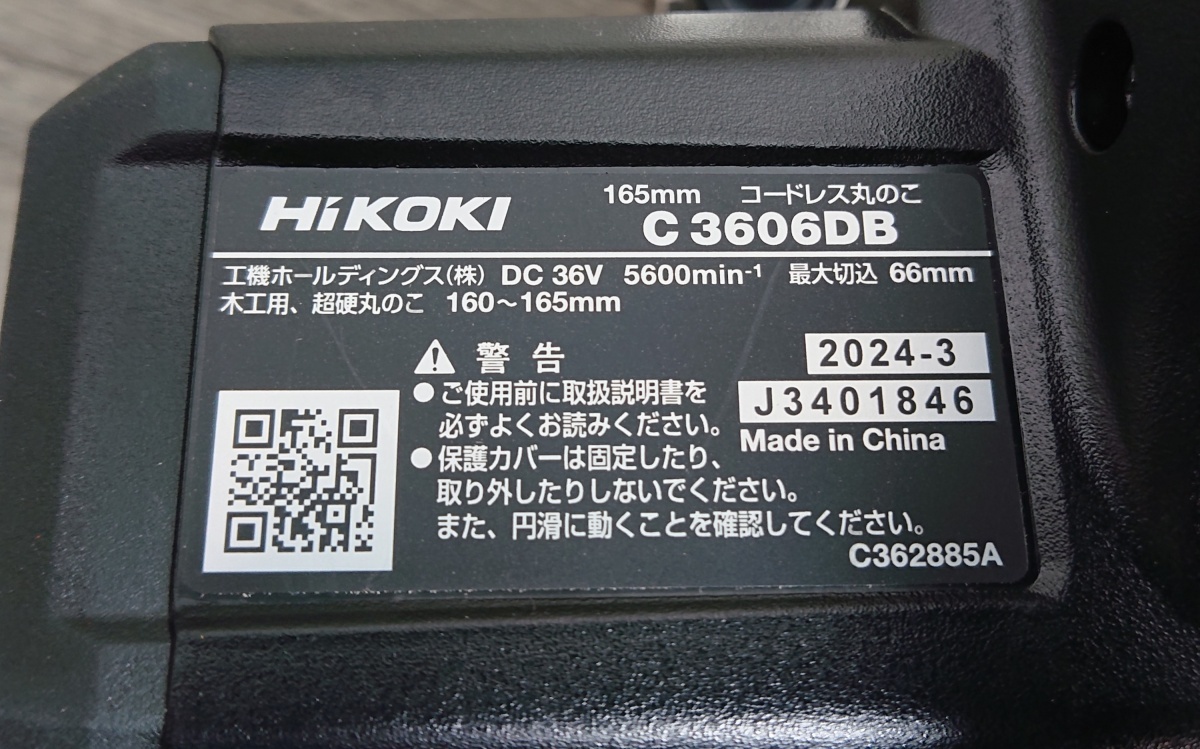 HiKOKI
165mm コードレス丸のこ
C 3606DB
工機ホールディングス(株) DC 36V 5600min-1 最大切込 66mm
木工用、超硬丸のこ 160～165mm
警告
2024-3
J3401846
Made in China
●ご使用前に取扱説明書を
必ずよくお読みください。
●保護カバーは固定したり、
取り外したりしないでください。
また、円滑に動くことを確認してください。
C362885A